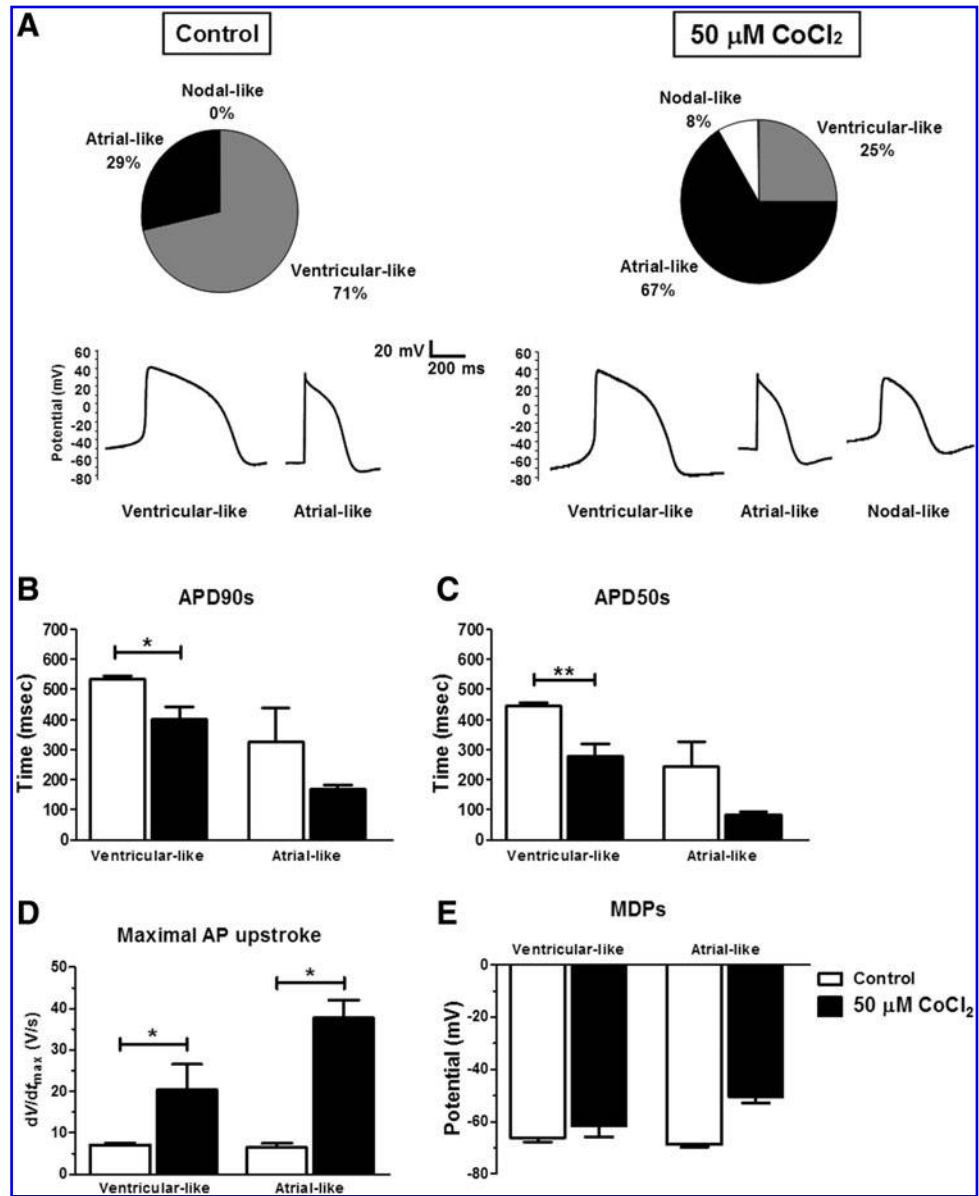 A
Control
50 μM CoCl₂
Nodal-like
0%
Atrial-like
29%
Ventricular-like
71%
Nodal-like
8%
Ventricular-like
25%
Atrial-like
67%
Potential (mV)
60
40
20
0
-20
-40
-60
-80
20 mV
200 ms
60
40
20
0
-20
-40
-60
-80
Ventricular-like
Atrial-like
Ventricular-like
Atrial-like
Nodal-like
B
APD90s
Time (msec)
700
600
500
400
300
200
100
0
*
Ventricular-like
Atrial-like
C
APD50s
Time (msec)
700
600
500
400
300
200
100
0
**
Ventricular-like
Atrial-like
D
Maximal AP upstroke
dV/dtmax (V/s)
50
40
30
20
10
0
*
*
Ventricular-like
Atrial-like
E
MDPs
Ventricular-like
Atrial-like
Potential (mV)
0
-20
-40
-60
-80
Control
50 μM CoCl₂